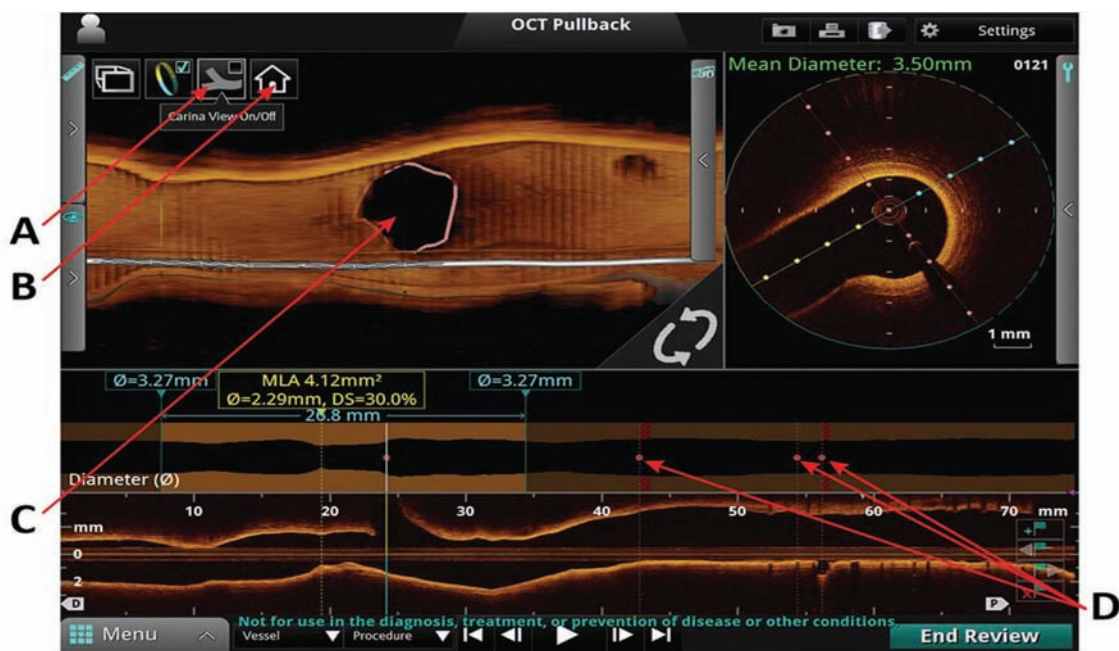 OCT Pullback
Settings
Carina View On/Off
3D
Mean Diameter: 3.50mm
0121
1 mm
A
B
C
D
Ø=3.27mm
MLA 4.12mm²
Ø=2.29mm, DS=30.0%
Ø=3.27mm
26.8 mm
Diameter (Ø)
mm
0
2
10
20
30
40
50
60
70
mm
D
P
Not for use in the diagnosis, treatment, or prevention of disease or other conditions.
Menu
Vessel
Procedure
End Review